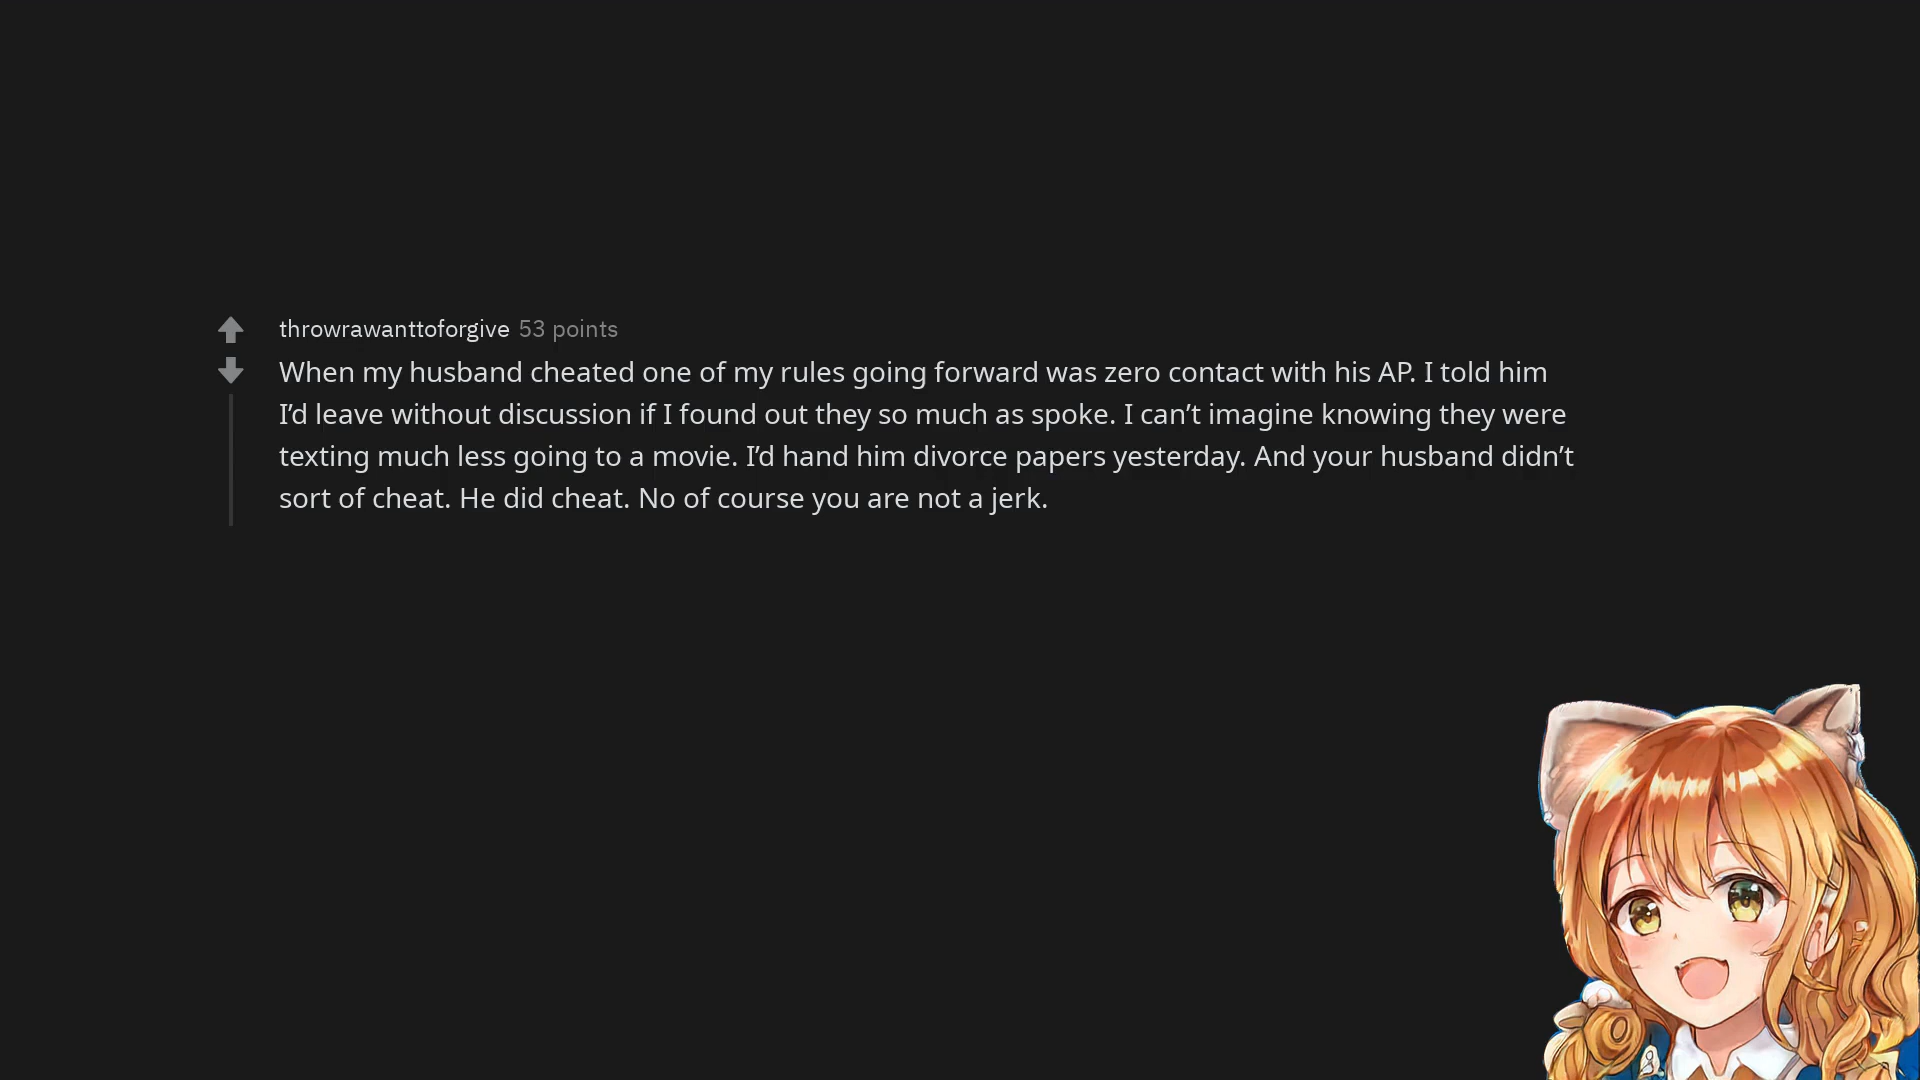 throwrawanttoforgive 53 points
When my husband cheated one of my rules going forward was zero contact with his AP. I told him
I’d leave without discussion if I found out they so much as spoke. I can’t imagine knowing they were
texting much less going to a movie. I’d hand him divorce papers yesterday. And your husband didn’t
sort of cheat. He did cheat. No of course you are not a jerk.